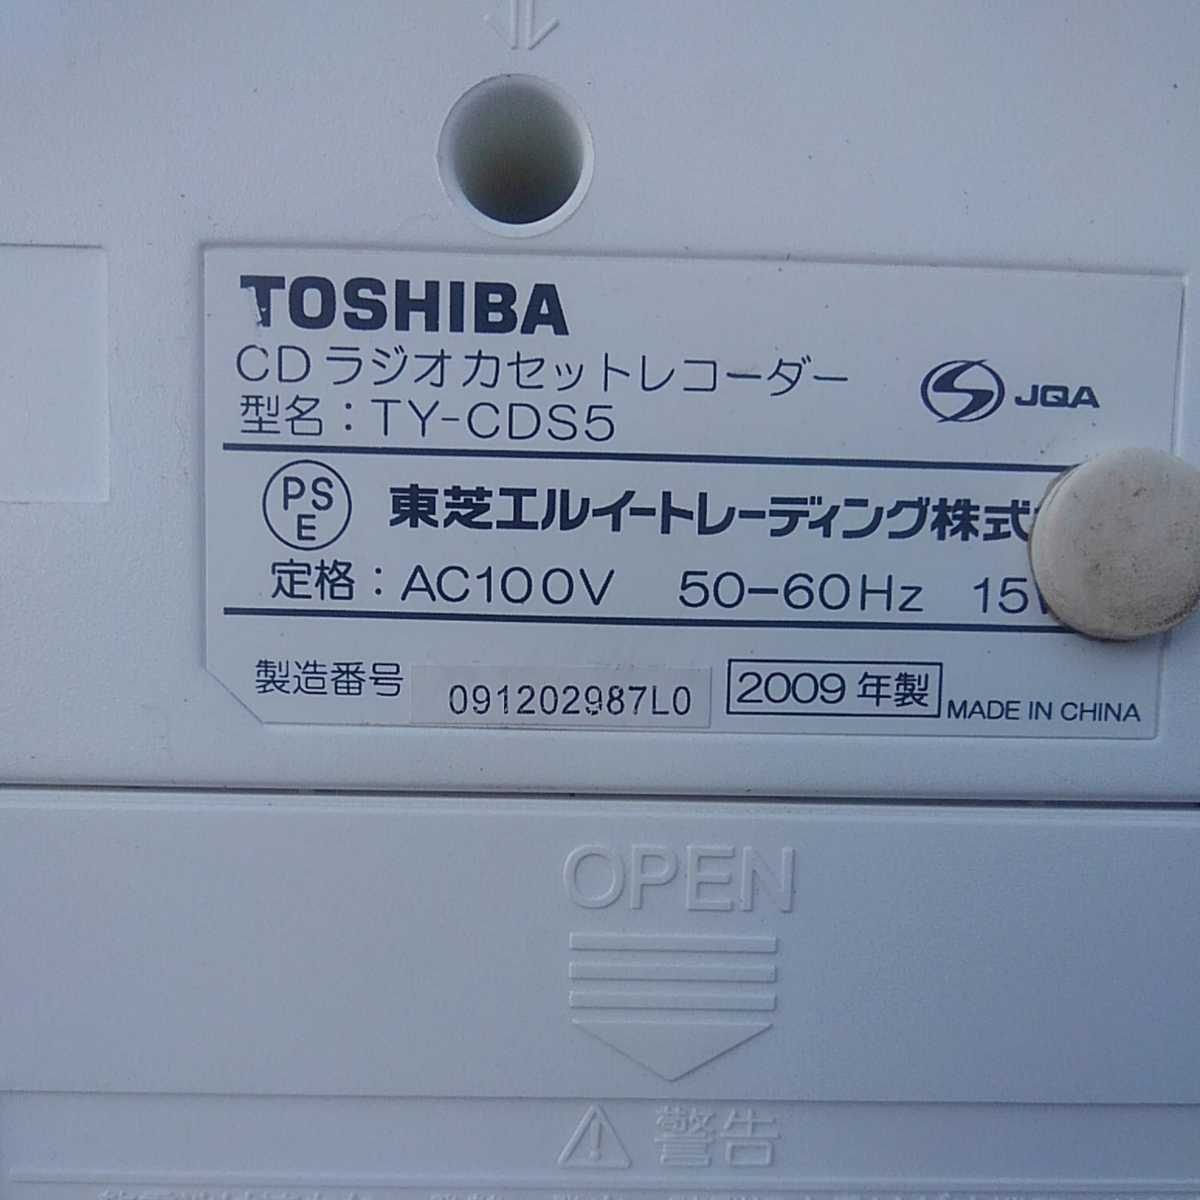 TOSHIBA
CDラジオカセットレコーダー
型名：TY-CDS5
JQA
PS
E
東芝エルイートレーディング株式
定格：AC100V 50-60Hz 15
製造番号 091202987L0 2009年製 MADE IN CHINA
OPEN
警告